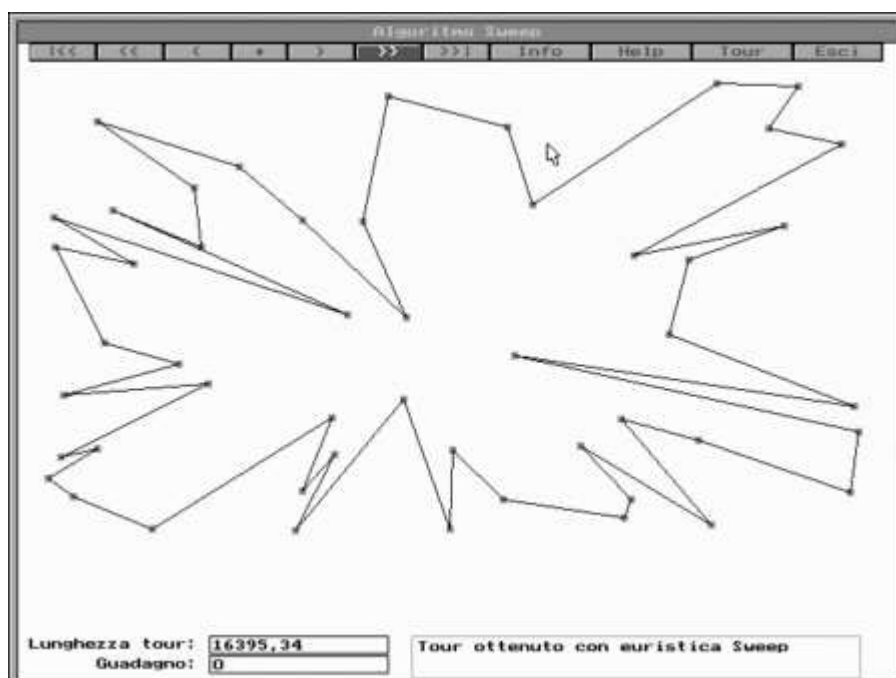 Algoritmo Sweep
I<< << < * > >> >>I Info Help Tour Esci
Lunghezza tour: 16395,34
Guadagno: 0
Tour ottenuto con euristica Sweep